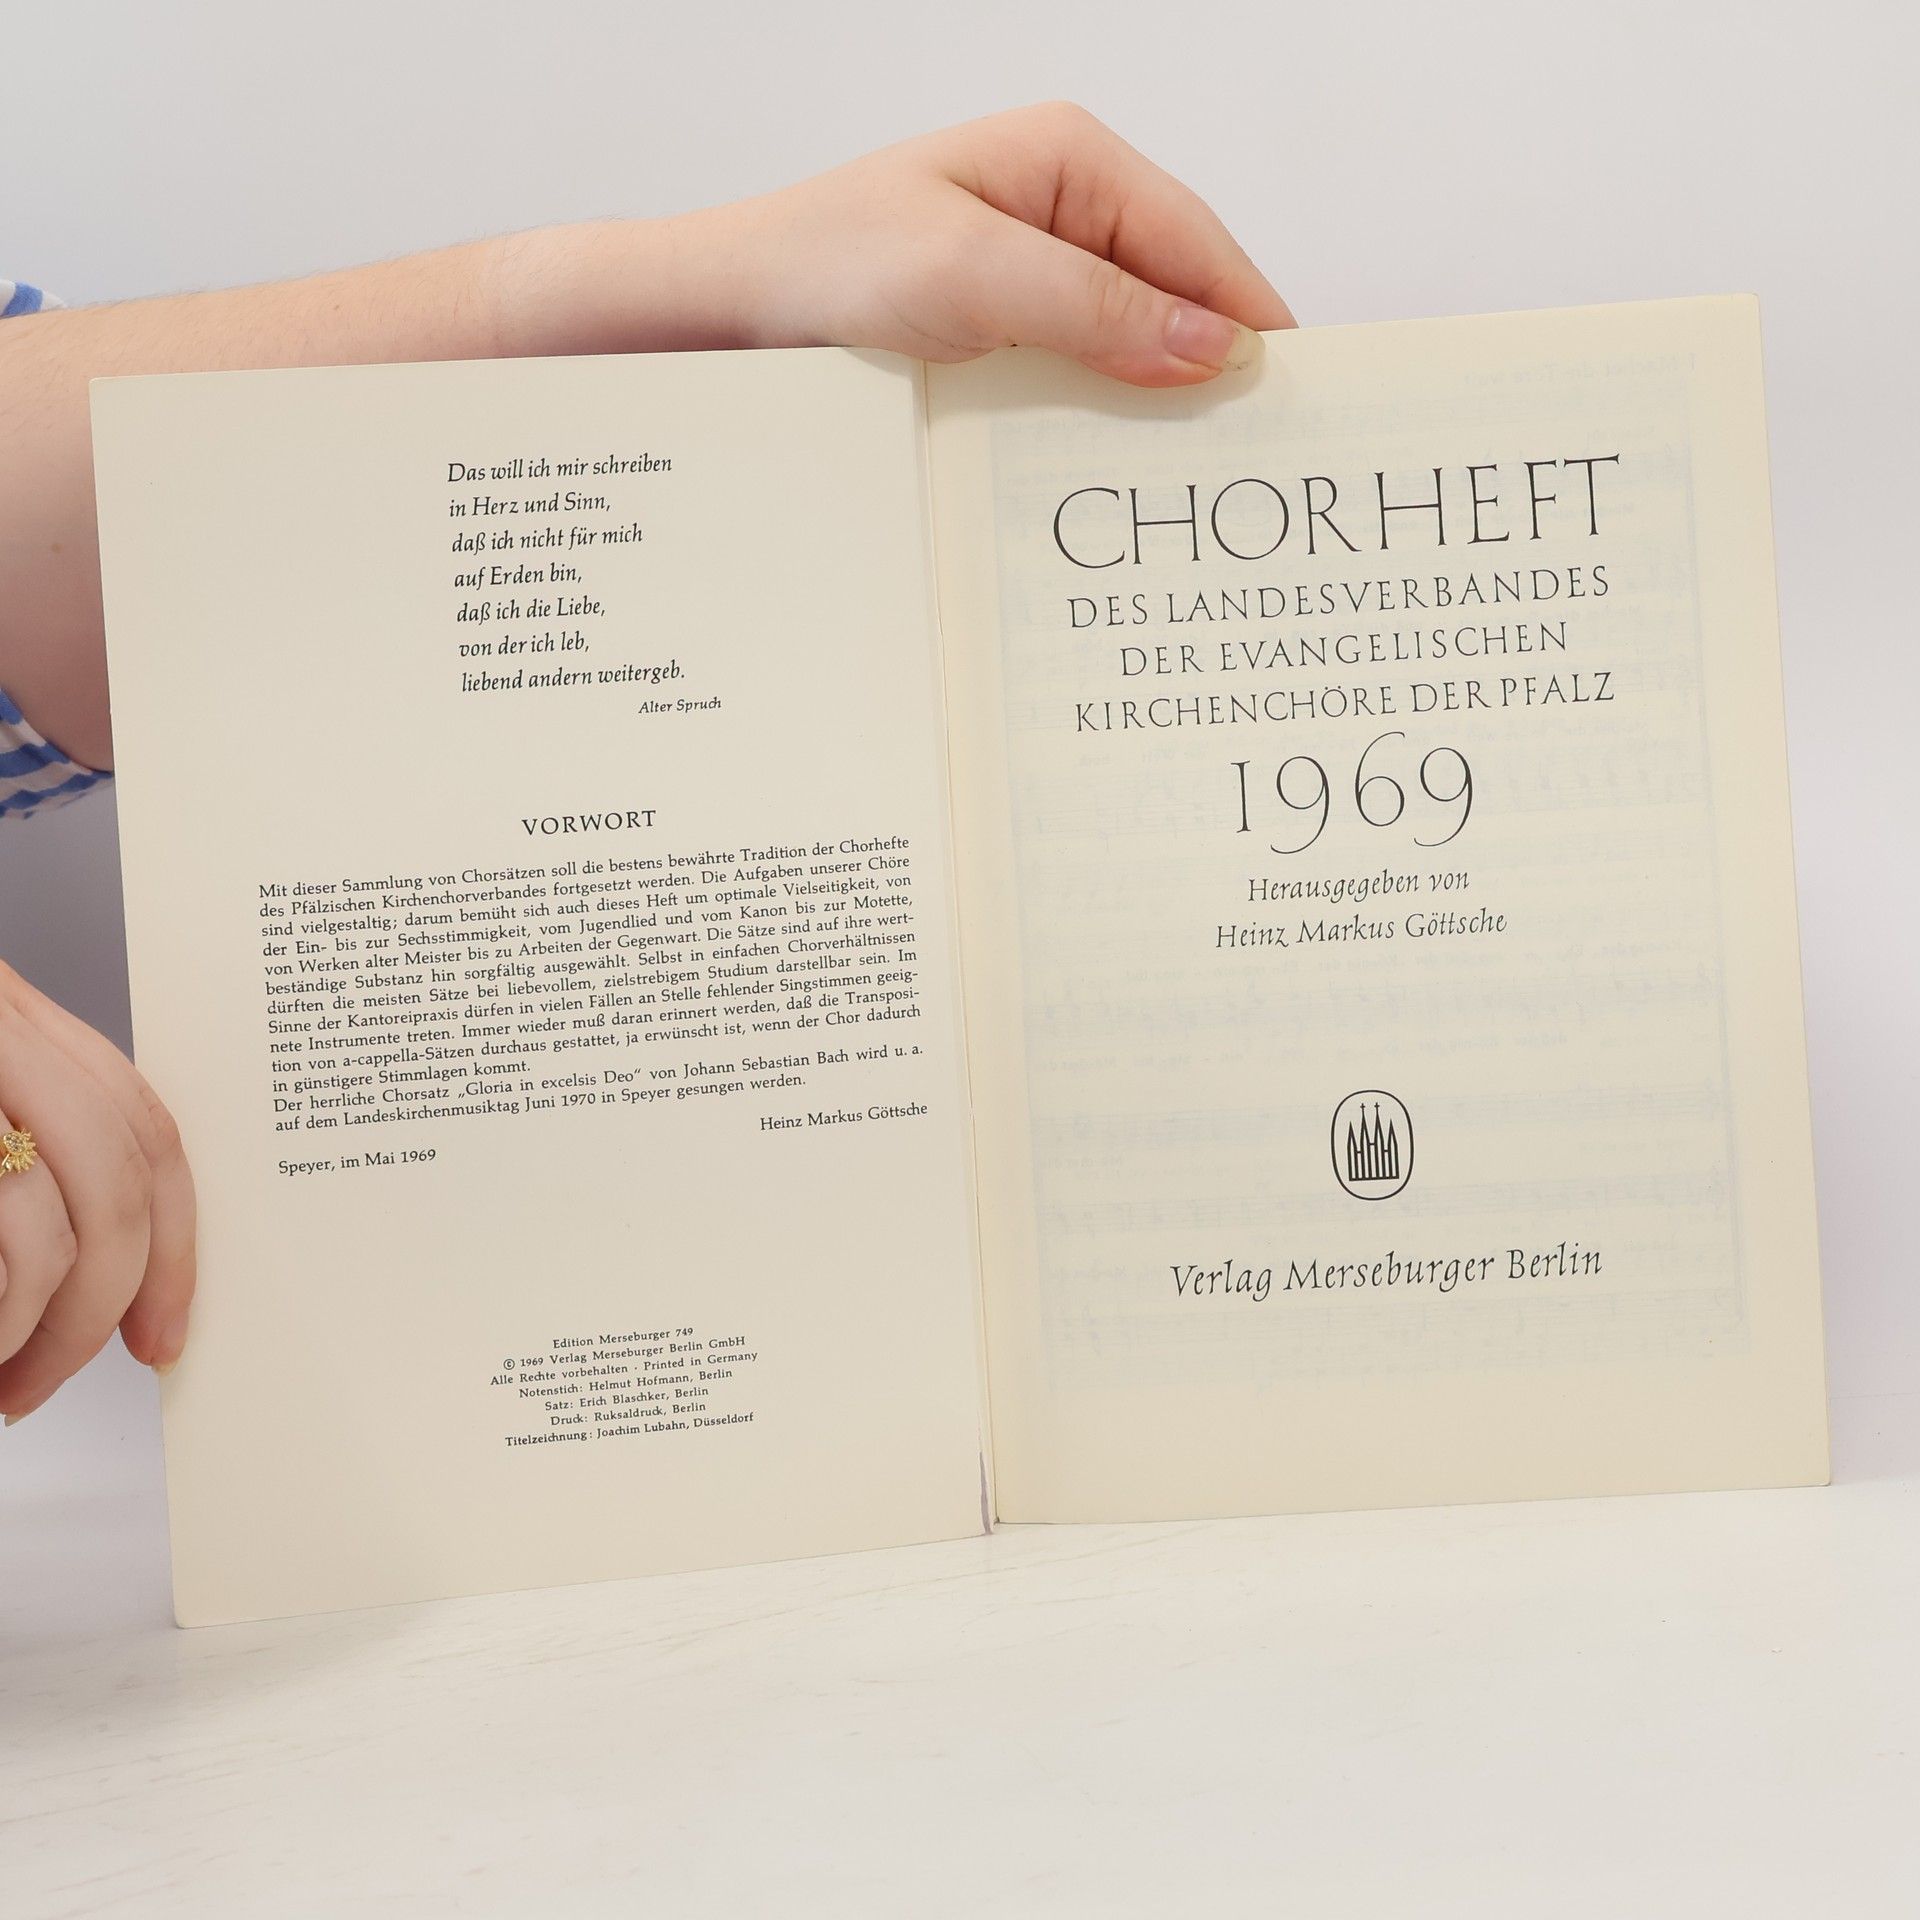 Das will ich mir schreiben
in Herz und Sinn,
daß ich nicht für mich
auf Erden bin,
daß ich die Liebe,
von der ich leb,
liebend andern weitergeb.
Alter Spruch
VORWORT
Mit dieser Sammlung von Chorsätzen soll die bestens bewährte Tradition der Chorhefte
des Pfälzischen Kirchenchorverbandes fortgesetzt werden. Die Aufgaben unserer Chöre
sind vielgestaltig; darum bemüht sich auch dieses Heft um optimale Vielseitigkeit, von
der Ein- bis zur Sechsstimmigkeit, vom Jugendlied und vom Kanon bis zur Motette,
von Werken alter Meister bis zu Arbeiten der Gegenwart. Die Sätze sind auf ihre wert-
beständige Substanz hin sorgfältig ausgewählt. Selbst in einfachen Chorverhältnissen
dürften die meisten Sätze bei liebevollem, zielstrebigem Studium darstellbar sein. Im
Sinne der Kantoreipraxis dürfen in vielen Fällen an Stelle fehlender Singstimmen geeig-
nete Instrumente treten. Immer wieder muß daran erinnert werden, daß die Transposi-
tion von a-cappella-Sätzen durchaus gestattet, ja erwünscht ist, wenn der Chor dadurch
in günstigere Stimmlagen kommt.
Der herrliche Chorsatz „Gloria in excelsis Deo“ von Johann Sebastian Bach wird u. a.
auf dem Landeskirchenmusiktag Juni 1970 in Speyer gesungen werden.
Heinz Markus Göttsche
Speyer, im Mai 1969
Edition Merseburger 749
© 1969 Verlag Merseburger Berlin GmbH
Alle Rechte vorbehalten · Printed in Germany
Notenstich: Helmut Hofmann, Berlin
Satz: Erich Blaschker, Berlin
Druck: Ruksaldruck, Berlin
Titelzeichnung: Joachim Lubahn, Düsseldorf
CHORHEFT
DES LANDESVERBANDES
DER EVANGELISCHEN
KIRCHENCHÖRE DER PFALZ
1969
Herausgegeben von
Heinz Markus Göttsche
Verlag Merseburger Berlin